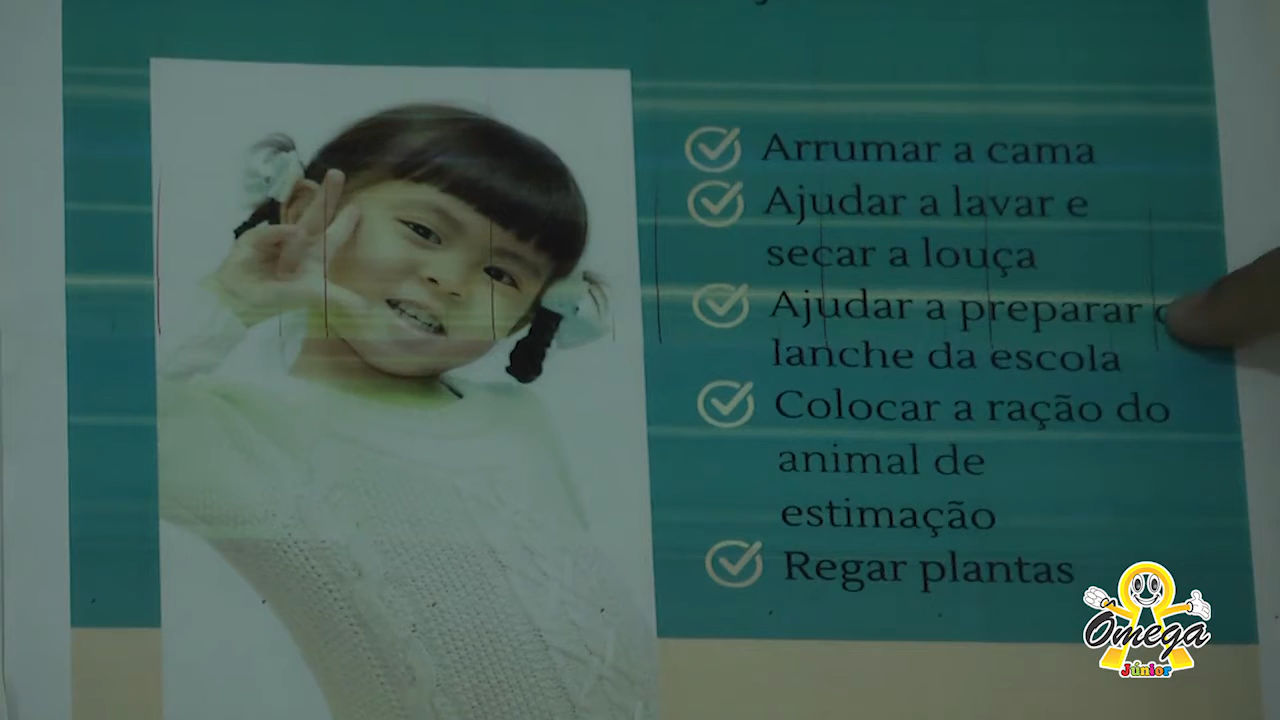 Arrumar a cama
Ajudar a lavar e
secar a louça
Ajudar a preparar o
lanche da escola
Colocar a ração do
animal de
estimação
Regar plantas
Omega
Júnior